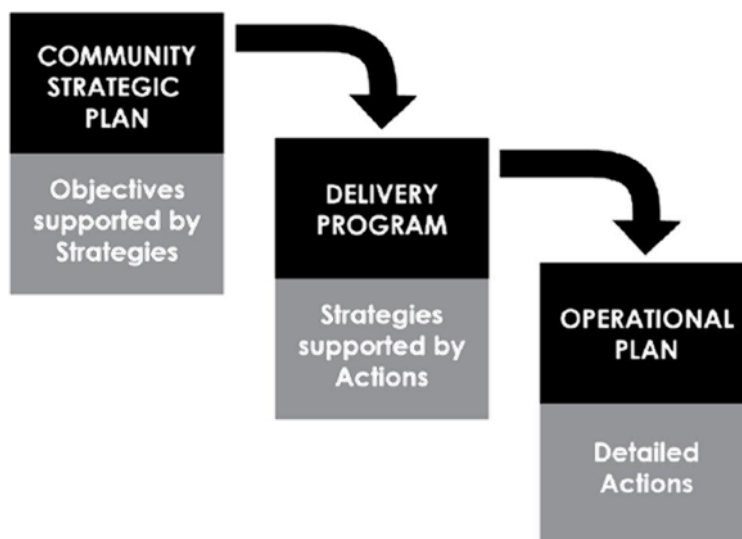 COMMUNITY
STRATEGIC
PLAN
Objectives
supported by
Strategies
DELIVERY
PROGRAM
Strategies
supported by
Actions
OPERATIONAL
PLAN
Detailed
Actions